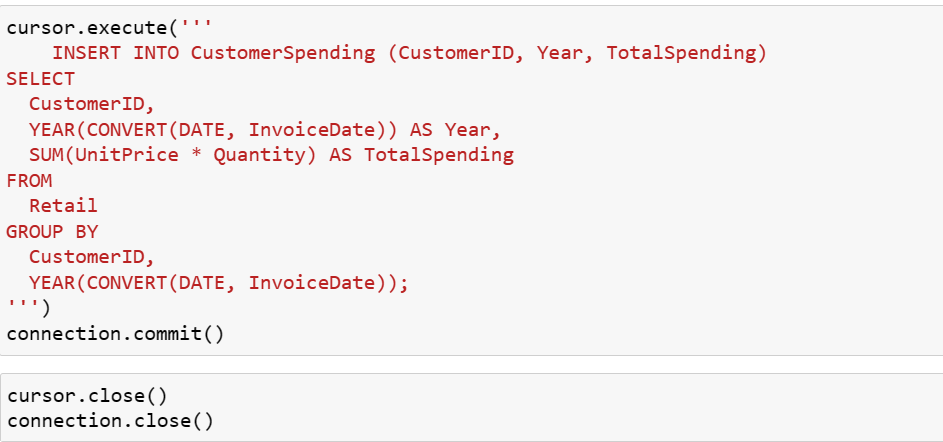 cursor.execute('''
    INSERT INTO CustomerSpending (CustomerID, Year, TotalSpending)
SELECT
  CustomerID,
  YEAR(CONVERT(DATE, InvoiceDate)) AS Year,
  SUM(UnitPrice * Quantity) AS TotalSpending
FROM
  Retail
GROUP BY
  CustomerID,
  YEAR(CONVERT(DATE, InvoiceDate));
''')
connection.commit()
cursor.close()
connection.close()